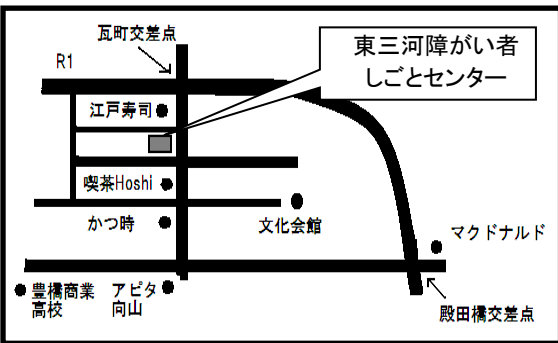 瓦町交差点
R1
東三河障がい者
しごとセンター
江戸寿司
喫茶Hoshi
かつ時
文化会館
マクドナルド
豊橋商業
高校
アピタ
向山
殿田橋交差点